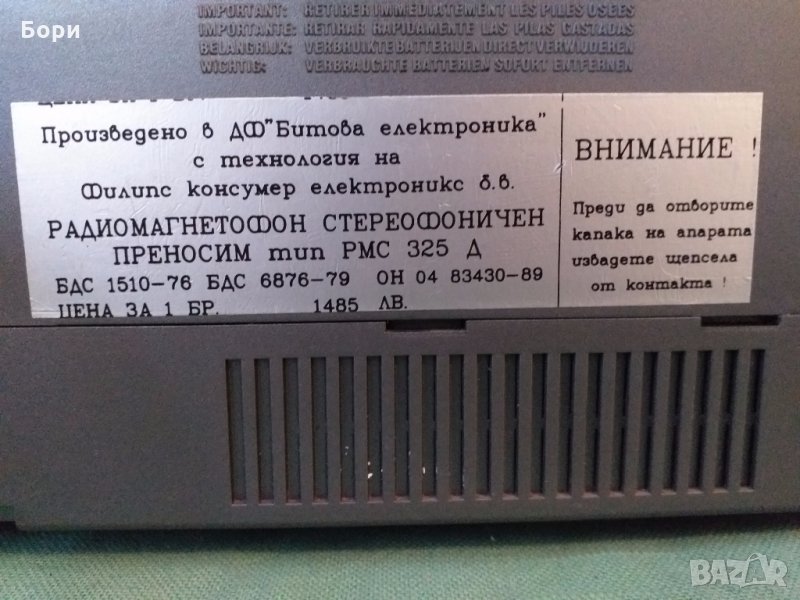 Бори
IMPORTANT: RETIRER IMMEDIATEMENT LES PILES USEES
IMPORTANTE: RETIRAR RAPIDAMENTE LAS PILAS GASTADAS
BELANGRIJK: VERBRUIKTE BATTERIJEN DIRECT VERWIJDEREN
WICHTIG: VERBRAUCHTE BATTERIEN SOFORT ENTFERNEN
Произведено в ДФ"Битова електроника"
с технология на
Филипс консумер електроникс б.в.
РАДИОМАГНЕТОФОН СТЕРЕОФОНИЧЕН
ПРЕНОСИМ тип РМС 325 Д
БДС 1510-76 БДС 6876-79 ОН 04 83430-89
ЦЕНА ЗА 1 БР. 1485 ЛВ.
ВНИМАНИЕ !
Преди да отворите
капака на апарата
извадете щепсела
от контакта !
BAZAR